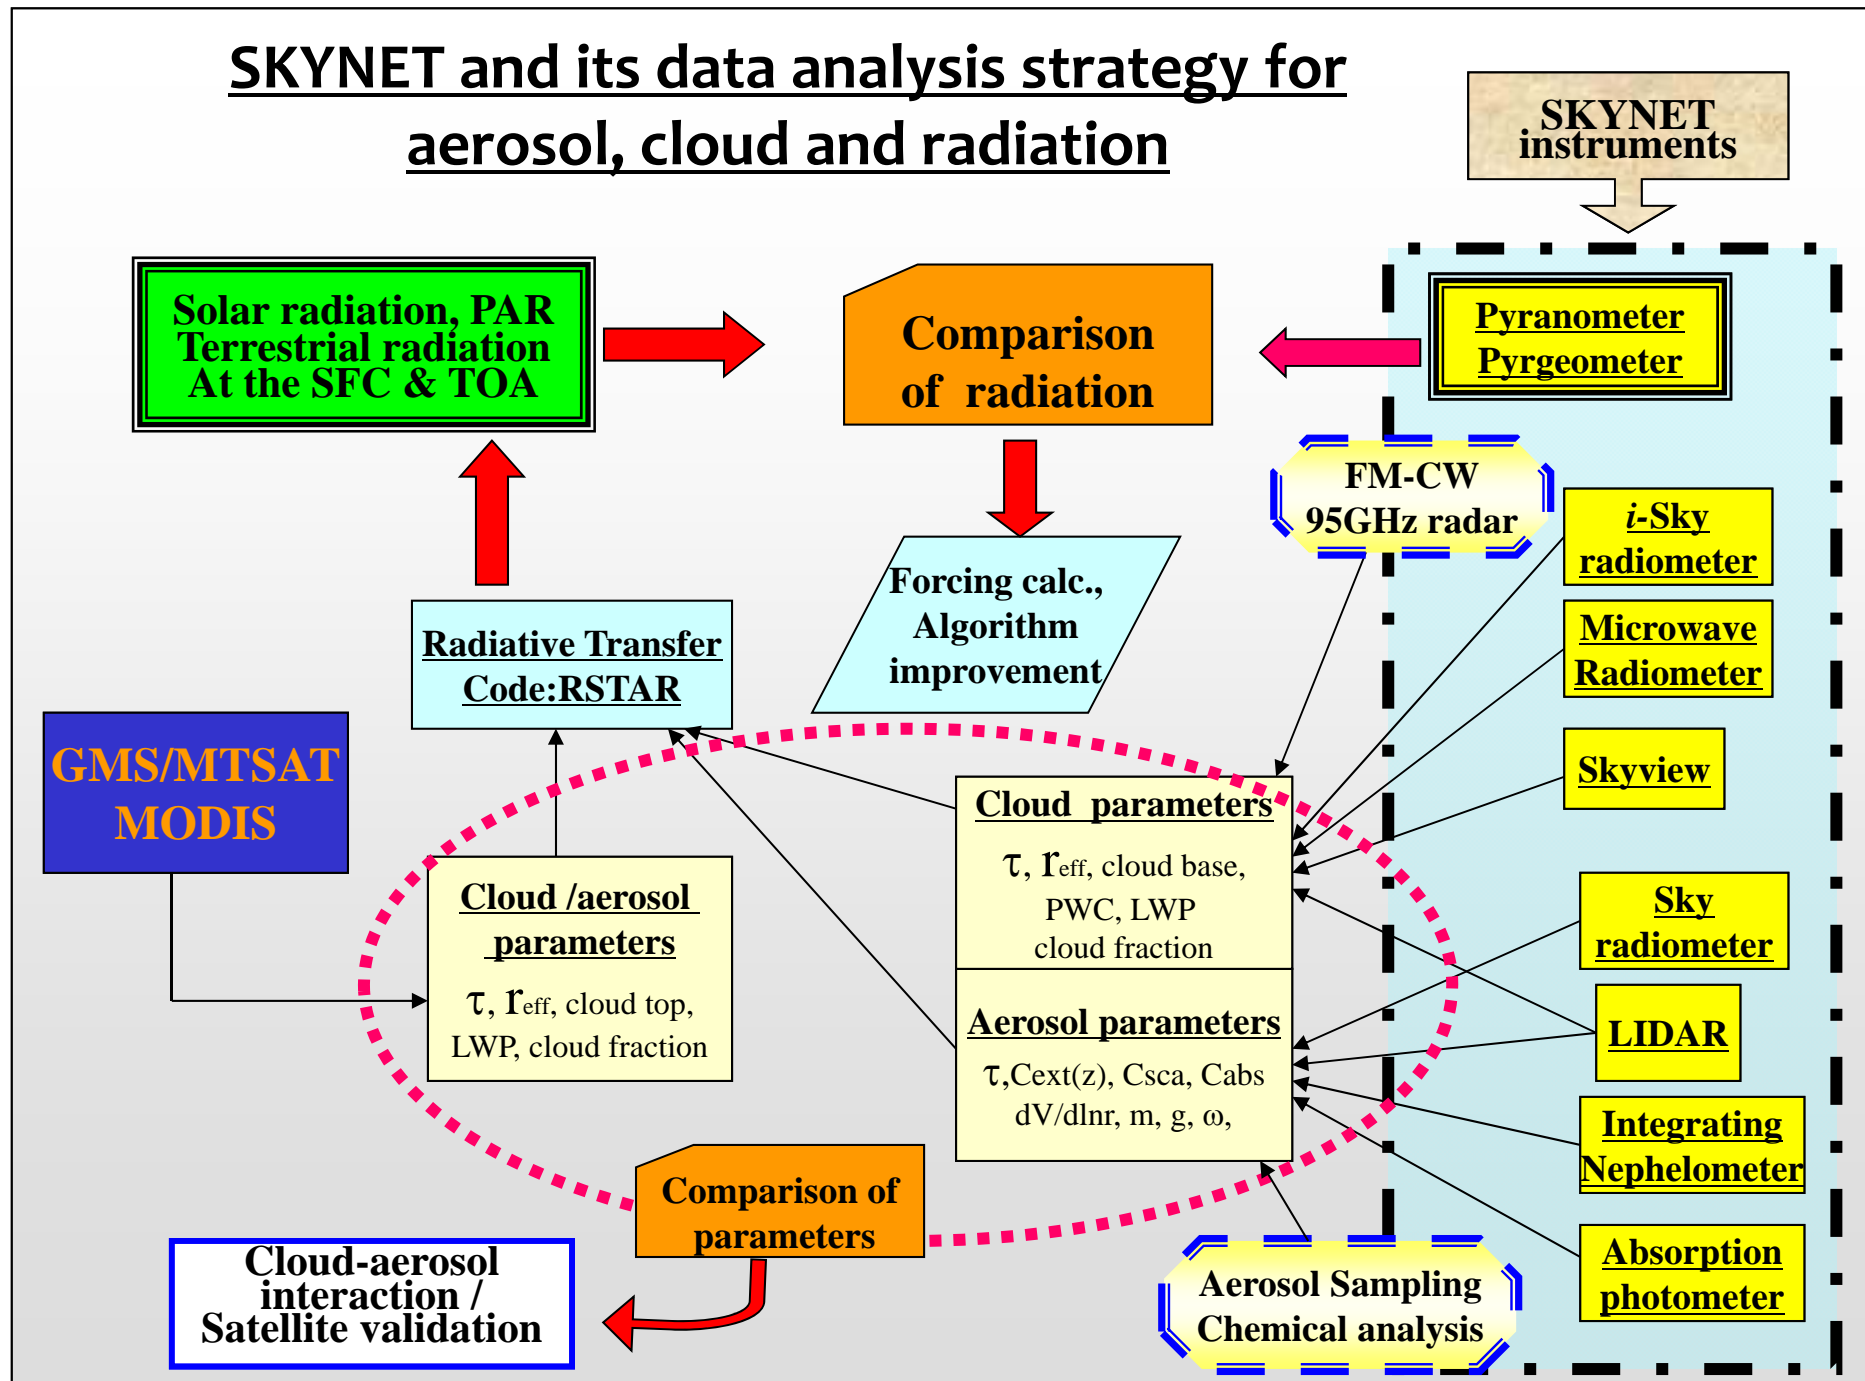 SKYNET and its data analysis strategy for
aerosol, cloud and radiation
SKYNET
instruments
Solar radiation, PAR
Terrestrial radiation
At the SFC & TOA
Comparison
of radiation
Pyranometer
Pyrgeometer
FM-CW
95GHz radar
i-Sky
radiometer
Forcing calc.,
Algorithm
improvement
Radiative Transfer
Code:RSTAR
Microwave
Radiometer
GMS/MTSAT
MODIS
Skyview
Cloud parameters
τ, reff, cloud base,
PWC, LWP
cloud fraction
Cloud /aerosol
parameters
τ, reff, cloud top,
LWP, cloud fraction
Sky
radiometer
Aerosol parameters
τ,Cext(z), Csca, Cabs
dV/dlnr, m, g, ω,
LIDAR
Integrating
Nephelometer
Comparison of
parameters
Cloud-aerosol
interaction /
Satellite validation
Aerosol Sampling
Chemical analysis
Absorption
photometer